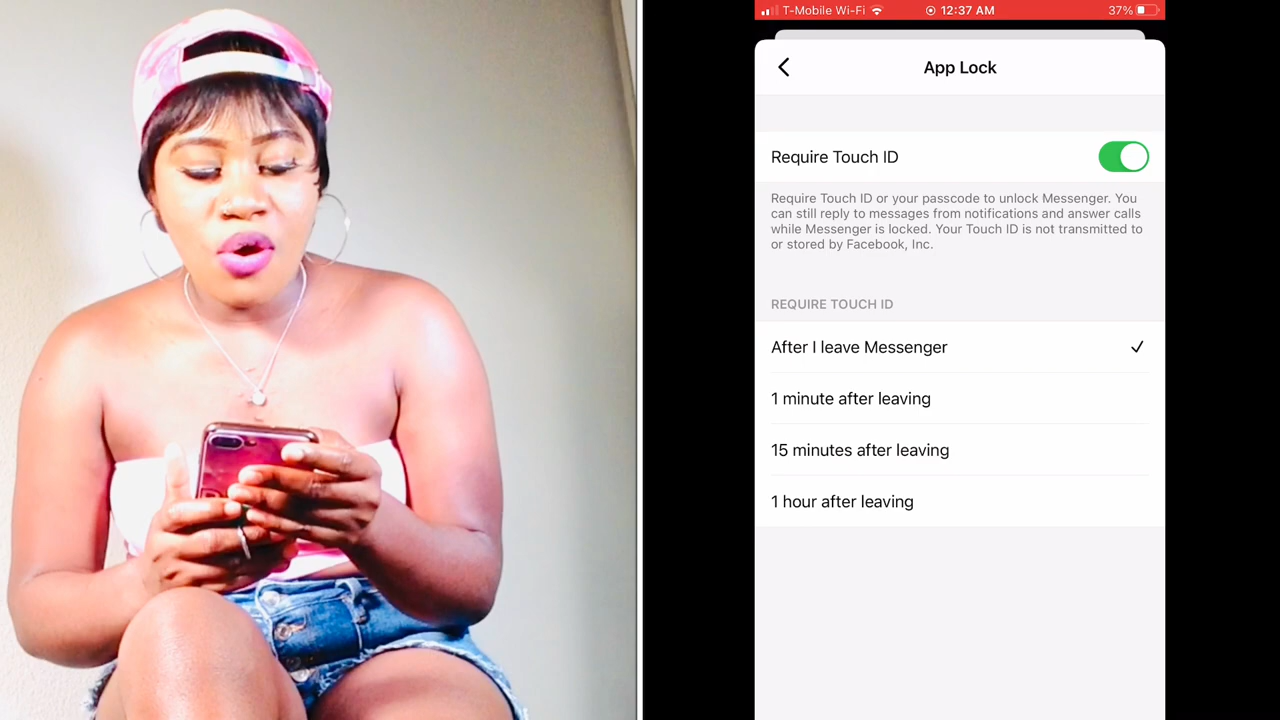 T-Mobile Wi-Fi 12:37 AM 37%
App Lock
Require Touch ID
Require Touch ID or your passcode to unlock Messenger. You
can still reply to messages from notifications and answer calls
while Messenger is locked. Your Touch ID is not transmitted to
or stored by Facebook, Inc.
REQUIRE TOUCH ID
After I leave Messenger
1 minute after leaving
15 minutes after leaving
1 hour after leaving